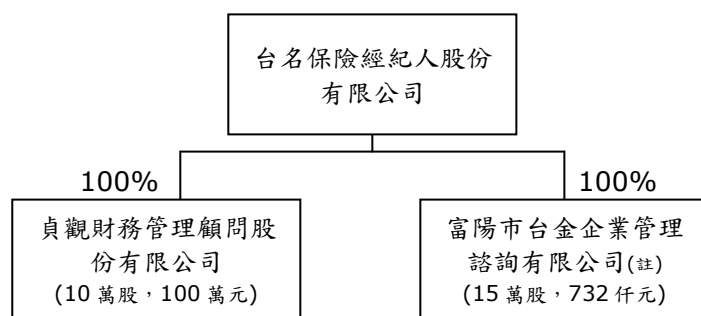 台名保險經紀人股份
有限公司
100%
100%
貞觀財務管理顧問股
份有限公司
(10 萬股，100 萬元)
富陽市台金企業管理
諮詢有限公司(註)
(15 萬股，732 仟元)